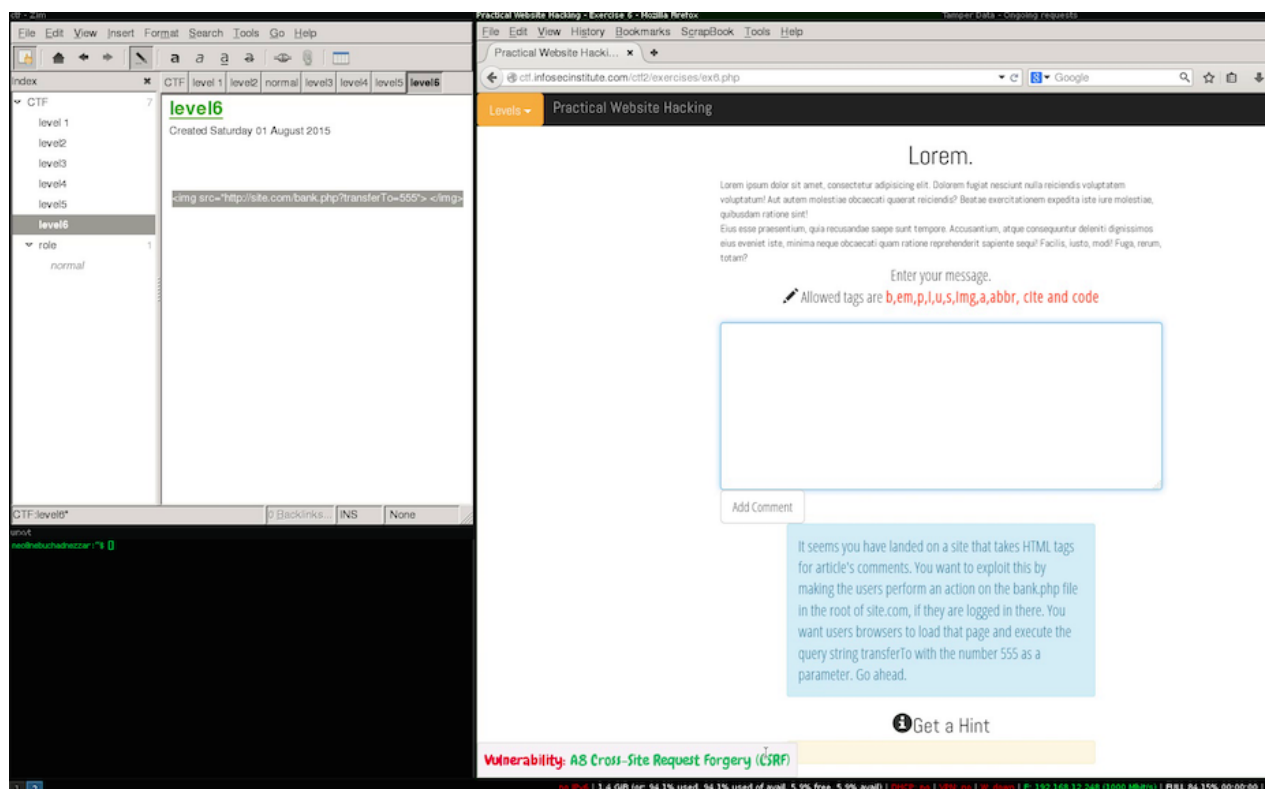 ctf - Zim
File Edit View Insert Format Search Tools Go Help
a a a a
Index
CTF level 1 level2 normal level3 level4 level5 level6
CTF 7
level 1
level2
level3
level4
level5
level6
role 1
normal
level6
Created Saturday 01 August 2015
<img src="http://site.com/bank.php?transferTo=555"> </img>
CTF:level6*
0 Backlinks... INS None
urxvt
Practical Website Hacking - Exercise 6 - Mozilla Firefox
Tamper Data - Ongoing requests
File Edit View History Bookmarks ScrapBook Tools Help
Practical Website Hacki...
ctf.infosecinstitute.com/ctf2/exercises/ex6.php
Google
Levels Practical Website Hacking
Lorem.
Lorem ipsum dolor sit amet, consectetur adipisicing elit. Dolorem fugiat nesciunt nulla reiciendis voluptatem
voluptatum! Aut autem molestiae obcaecati quaerat reiciendis? Beatae exercitationem expedita iste iure molestiae,
quibusdam ratione sint!
Eius esse praesentium, quia recusandae saepe sunt tempore. Accusantium, atque consequuntur deleniti dignissimos
eius eveniet iste, minima neque obcaecati quam ratione reprehenderit sapiente sequi! Facilis, iusto, modi! Fuga, rerum,
totam?
Enter your message.
Allowed tags are b,em,p,i,u,s,img,a,abbr, cite and code
Add Comment
It seems you have landed on a site that takes HTML tags
for article's comments. You want to exploit this by
making the users perform an action on the bank.php file
in the root of site.com, if they are logged in there. You
want users browsers to load that page and execute the
query string transferTo with the number 555 as a
parameter. Go ahead.
Get a Hint
Vulnerability: A8 Cross-Site Request Forgery (CSRF)
1 2